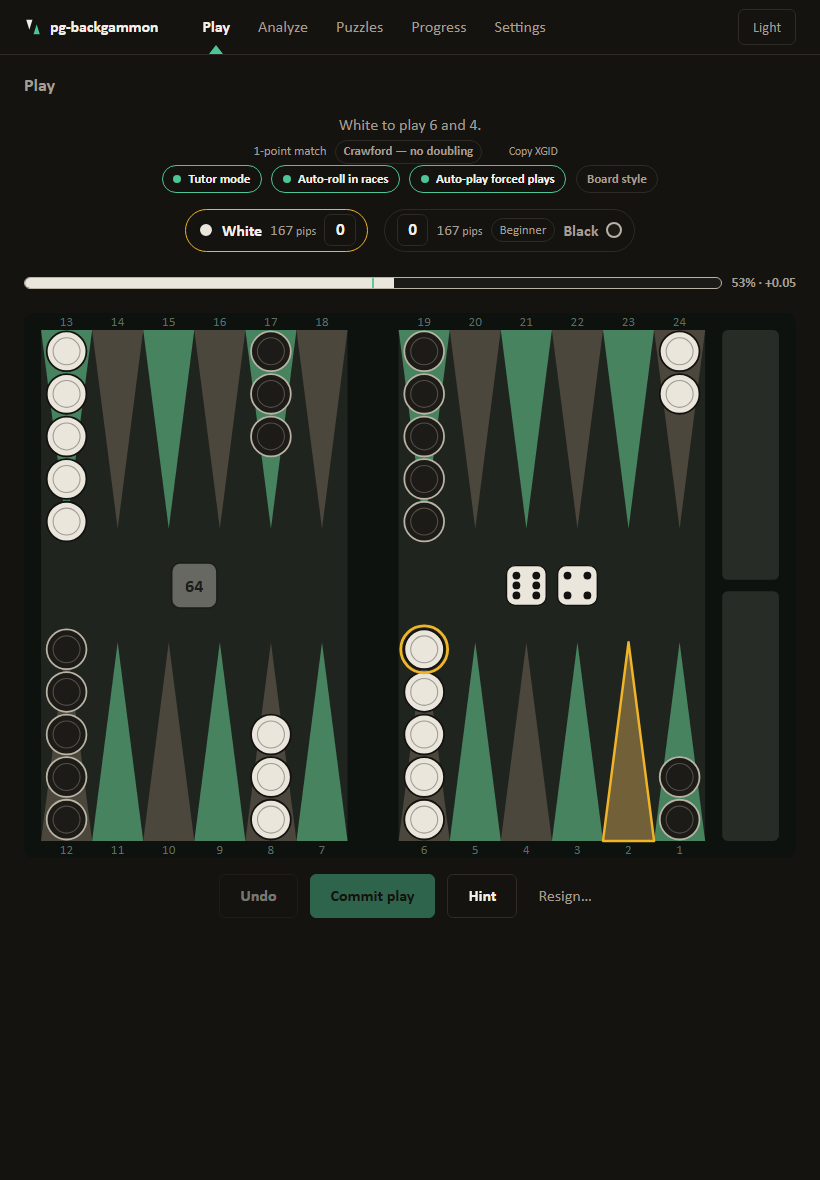 pg-backgammon Play Analyze Puzzles Progress Settings Light
Play
White to play 6 and 4.
1-point match Crawford — no doubling Copy XGID
Tutor mode Auto-roll in races Auto-play forced plays Board style
White 167 pips 0 0 167 pips Beginner Black
53% · +0.05
13 14 15 16 17 18 19 20 21 22 23 24
64
12 11 10 9 8 7 6 5 4 3 2 1
Undo Commit play Hint Resign...